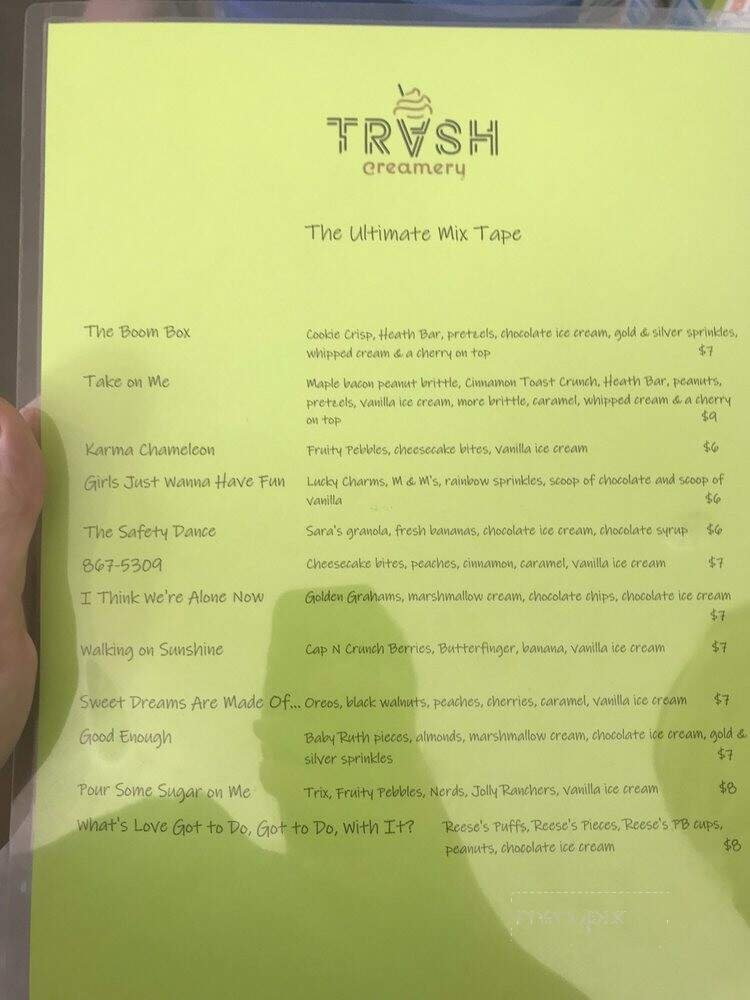 TRASH
creamery
The Ultimate Mix Tape
The Boom Box Cookie Crisp, Heath Bar, pretzels, chocolate ice cream, gold & silver sprinkles,
whipped cream & a cherry on top $7
Take on Me Maple bacon peanut brittle, Cinnamon Toast Crunch, Heath Bar, peanuts,
pretzels, vanilla ice cream, more brittle, caramel, whipped cream & a cherry
on top $9
Karma Chameleon Fruity Pebbles, cheesecake bites, vanilla ice cream $6
Girls Just Wanna Have Fun Lucky Charms, M & M's, rainbow sprinkles, scoop of chocolate and scoop of
vanilla $6
The Safety Dance Sara's granola, fresh bananas, chocolate ice cream, chocolate syrup $6
867-5309 Cheesecake bites, peaches, cinnamon, caramel, vanilla ice cream $7
I Think We're Alone Now Golden Grahams, marshmallow cream, chocolate chips, chocolate ice cream
$7
Walking on Sunshine Cap N Crunch Berries, Butterfinger, banana, vanilla ice cream $7
Sweet Dreams Are Made Of... Oreos, black walnuts, peaches, cherries, caramel, vanilla ice cream $7
Good Enough Baby Ruth pieces, almonds, marshmallow cream, chocolate ice cream, gold &
silver sprinkles $7
Pour Some Sugar on Me Trix, Fruity Pebbles, Nerds, Jolly Ranchers, vanilla ice cream $8
What's Love Got to Do, Got to Do, With It? Reese's Puffs, Reese's Pieces, Reese's PB cups,
peanuts, chocolate ice cream $8
menupix